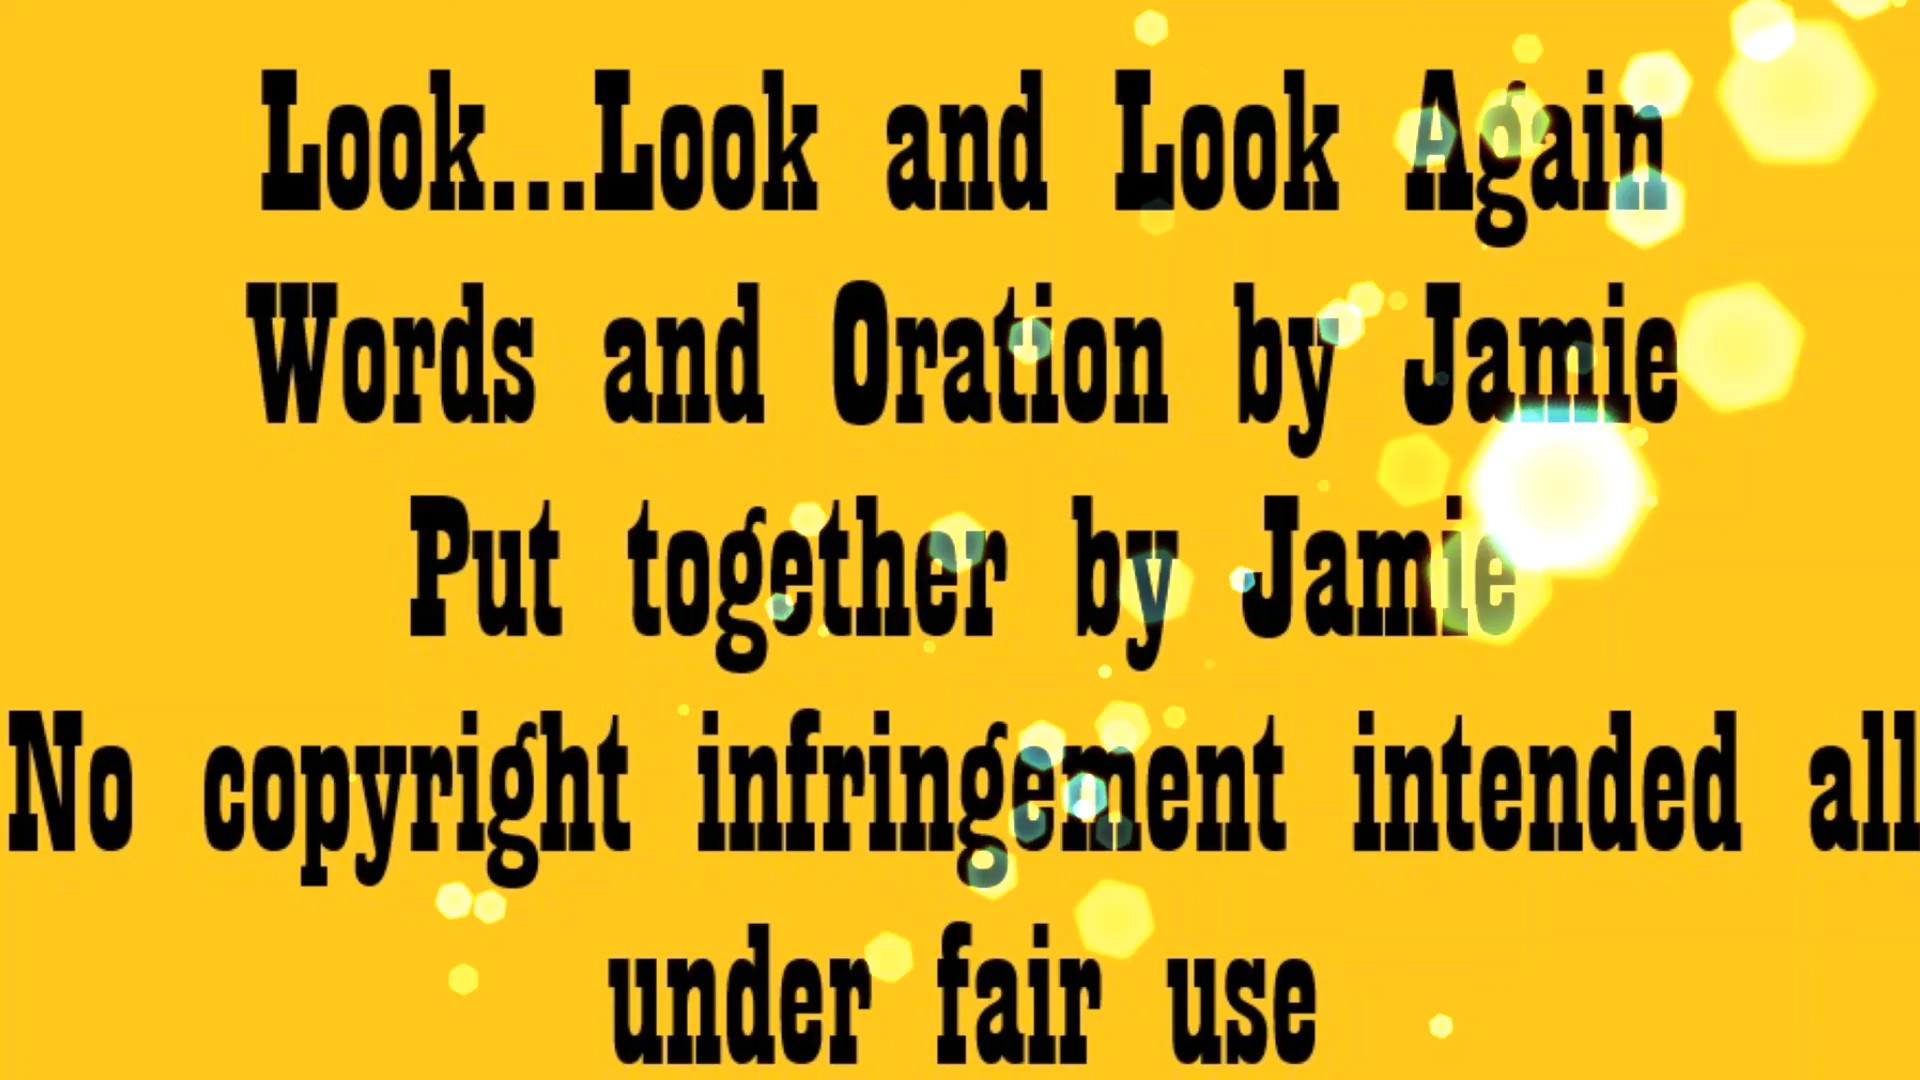 Look...Look and Look Again
Words and Oration by Jamie
Put together by Jamie
No copyright infringement intended all
under fair use